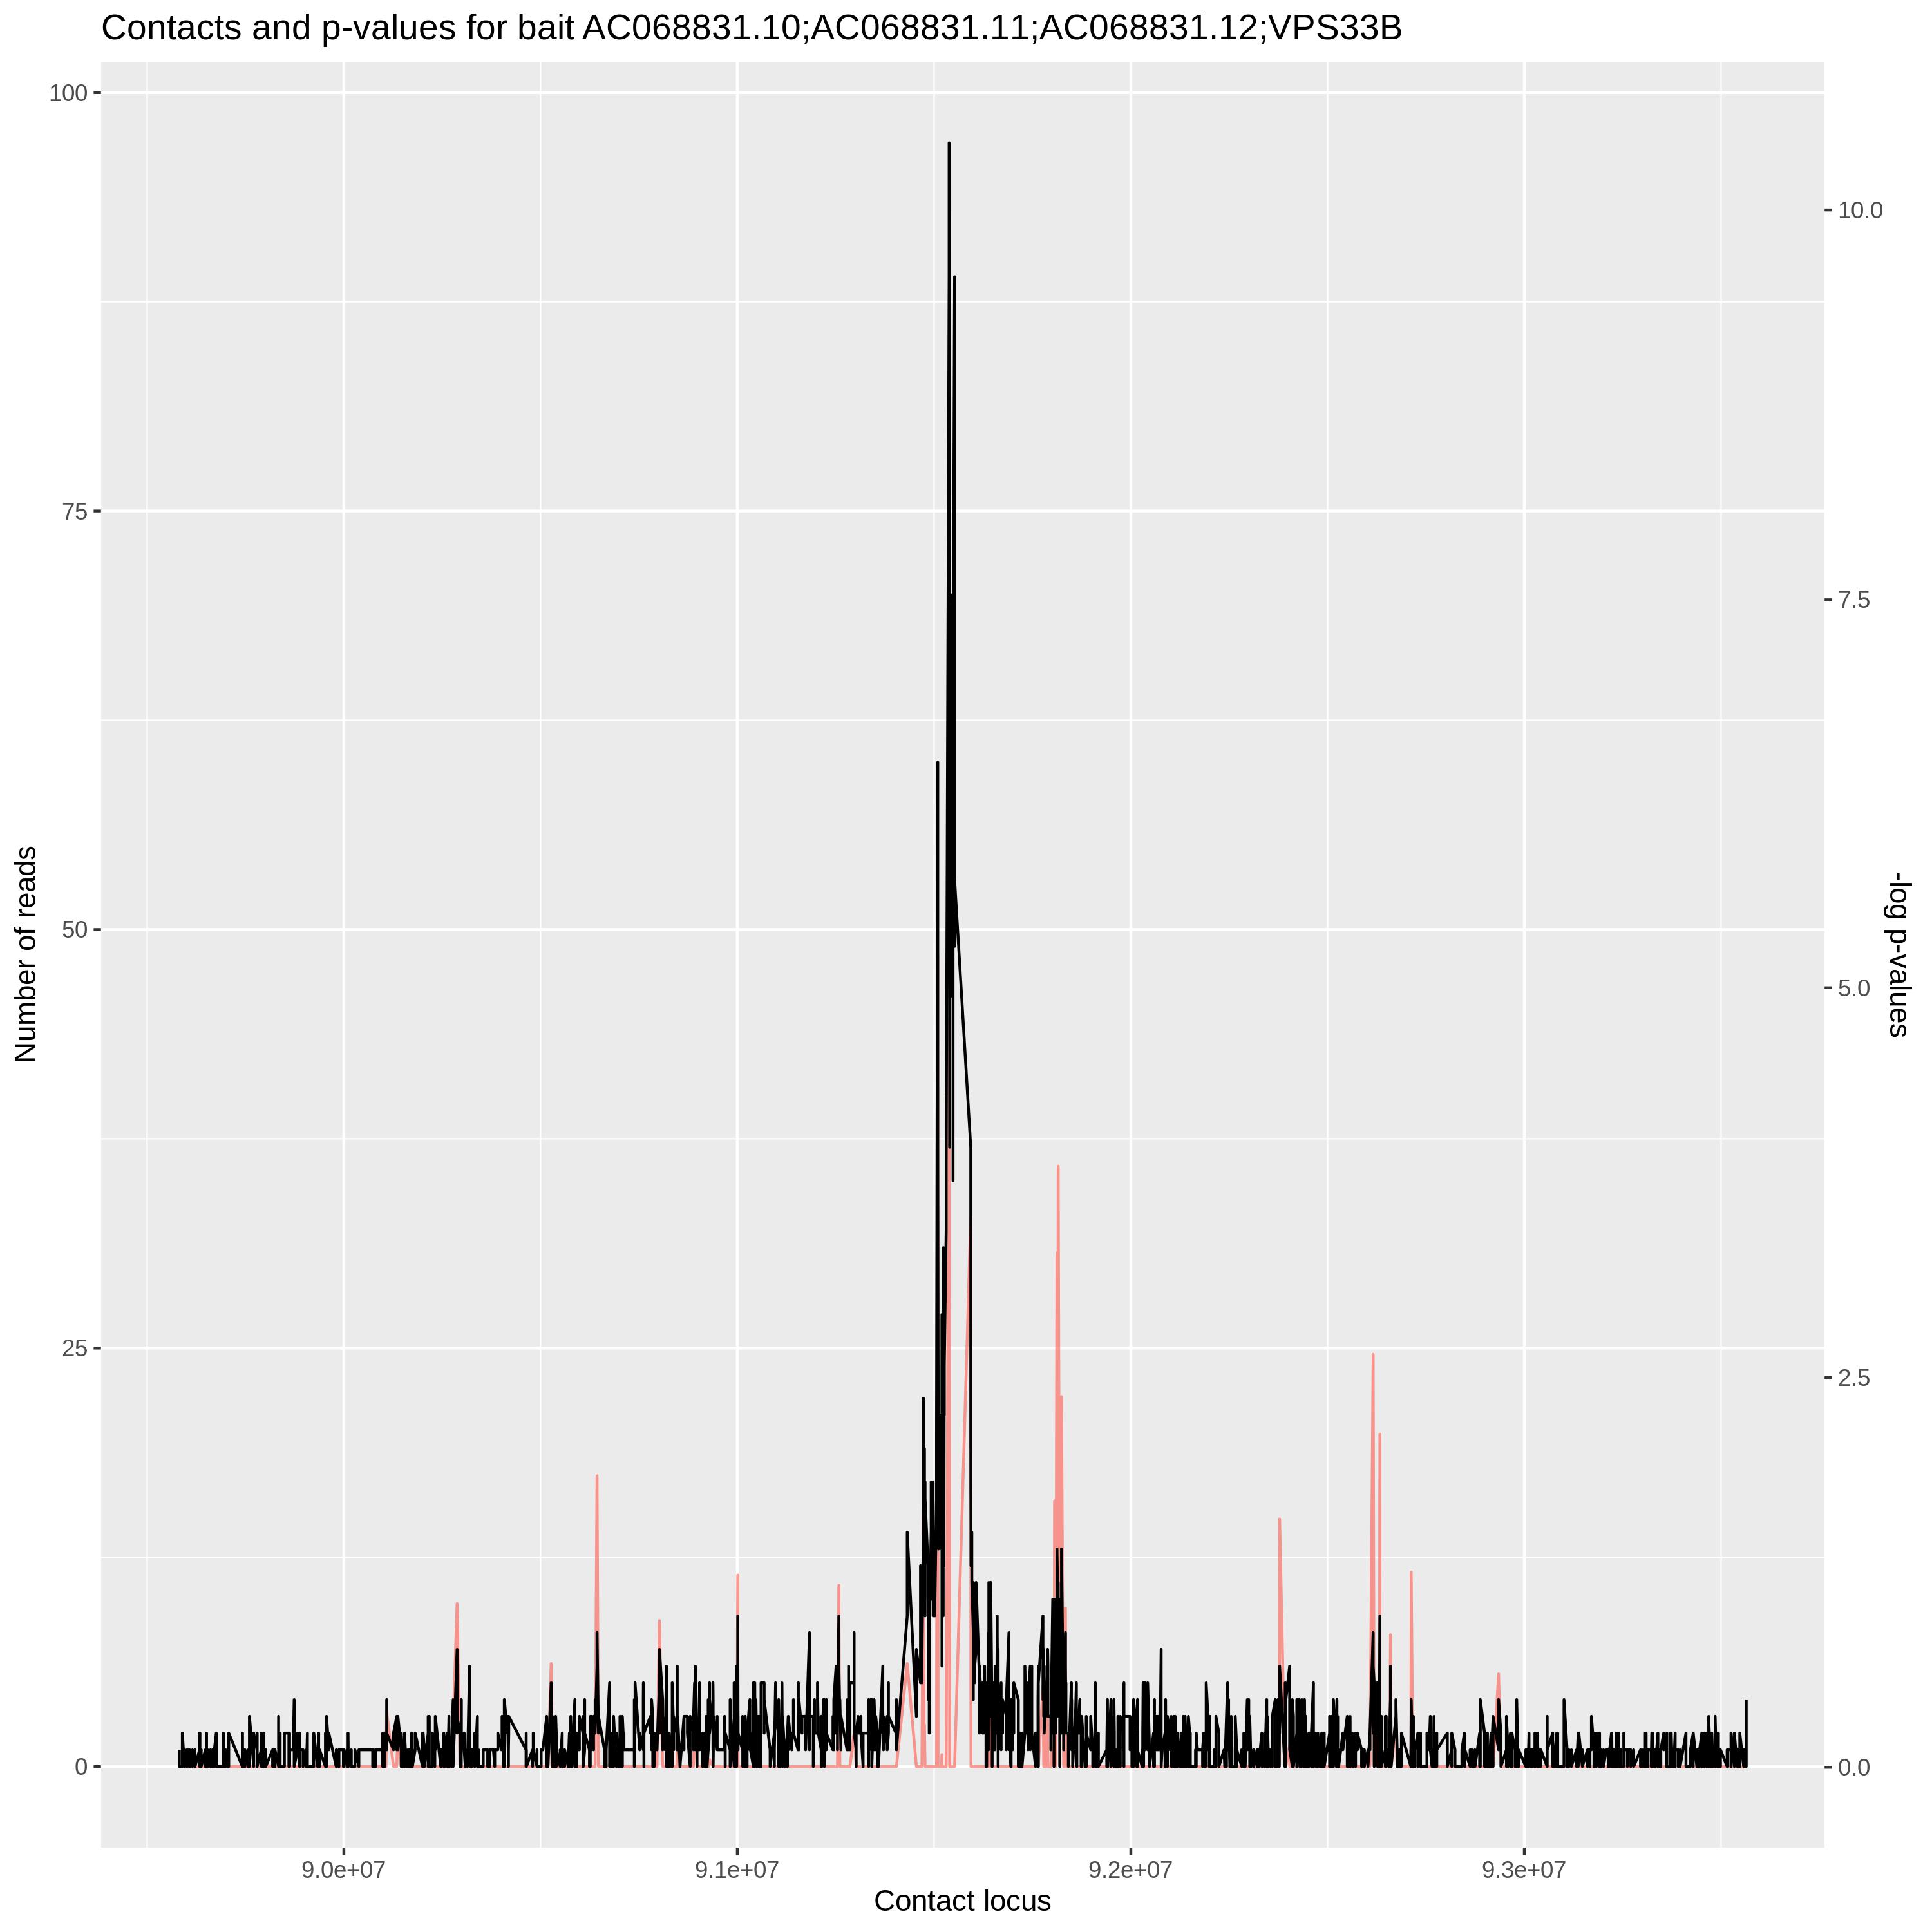 Contacts and p-values for bait AC068831.10;AC068831.11;AC068831.12;VPS33B
100
75
50
25
0
Number of reads
10.0
7.5
5.0
2.5
0.0
-log p-values
9.0e+07
9.1e+07
9.2e+07
9.3e+07
Contact locus